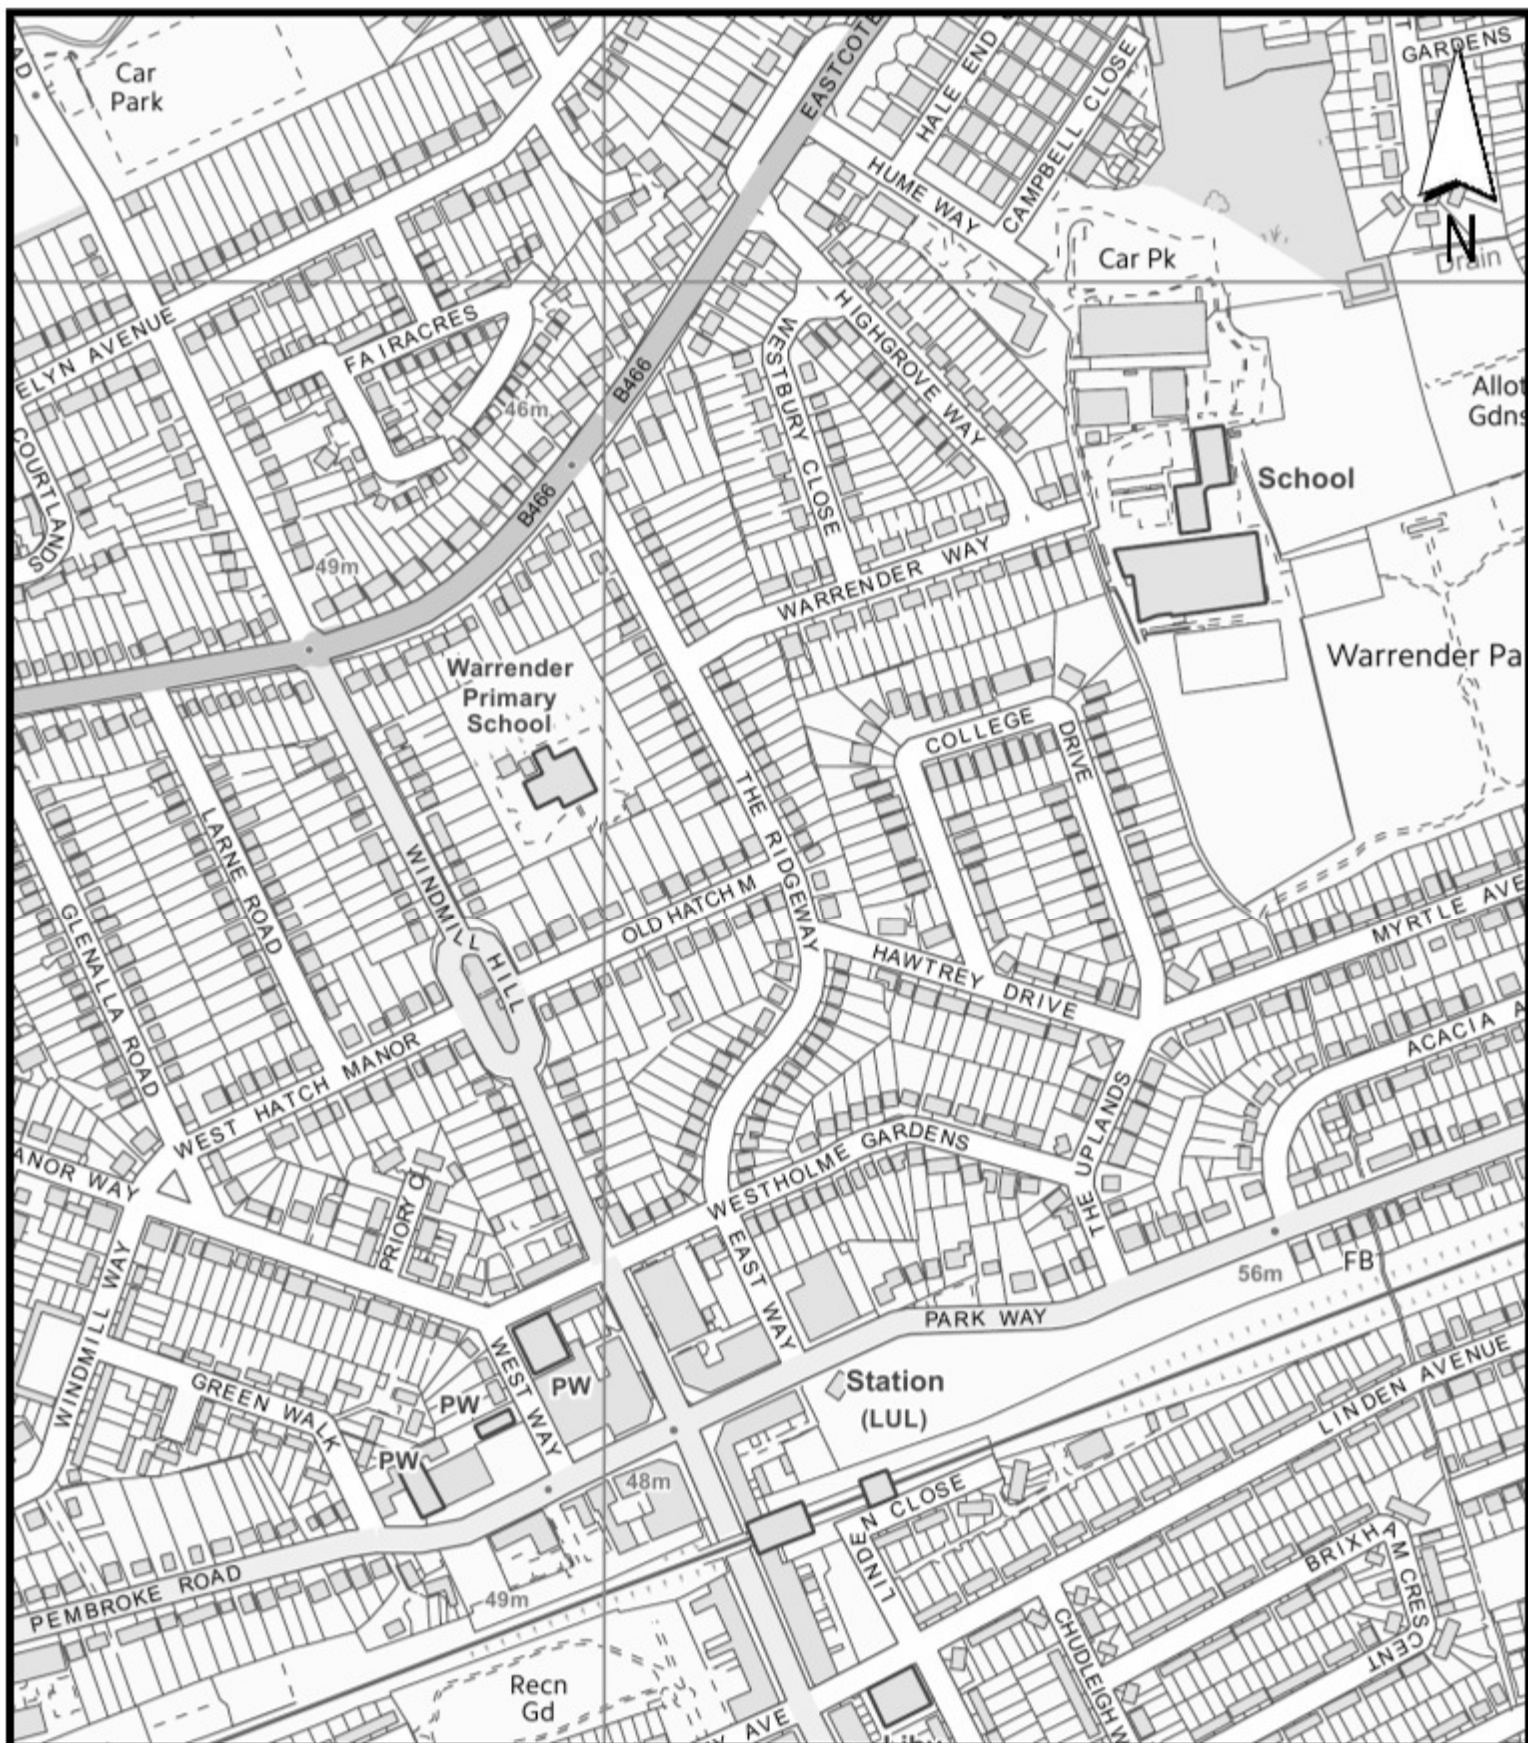 GARDENS
Car
Park
EASTCOTE
HALE END
CAMPBELL CLOSE
HUME WAY
N
Drain
Car Pk
ELYN AVENUE
FAIRACRES
B466
WESTBURY CLOSE
HIGHGROVE WAY
46m
Allot
Gdns
COURTLANDS
B466
School
49m
WARRENDER WAY
Warrender
Primary
School
Warrender Pa
COLLEGE DRIVE
THE RIDGEWAY
LARNE ROAD
WINDMILL HILL
OLD HATCH M
GLENALLA ROAD
HAWTREY DRIVE
MYRTLE AVE
ACACIA A
WEST HATCH MANOR
ANOR WAY
PRIORY CL
WESTHOLME GARDENS
THE UPLANDS
EAST WAY
WINDMILL WAY
56m
FB
PARK WAY
GREEN WALK
WEST WAY
PW
PW
PW
Station
(LUL)
LINDEN AVENUE
48m
LINDEN CLOSE
PEMBROKE ROAD
49m
BRIXHAM CRESCENT
CHUDLEIGH W
Recn
Gd
Y AVE